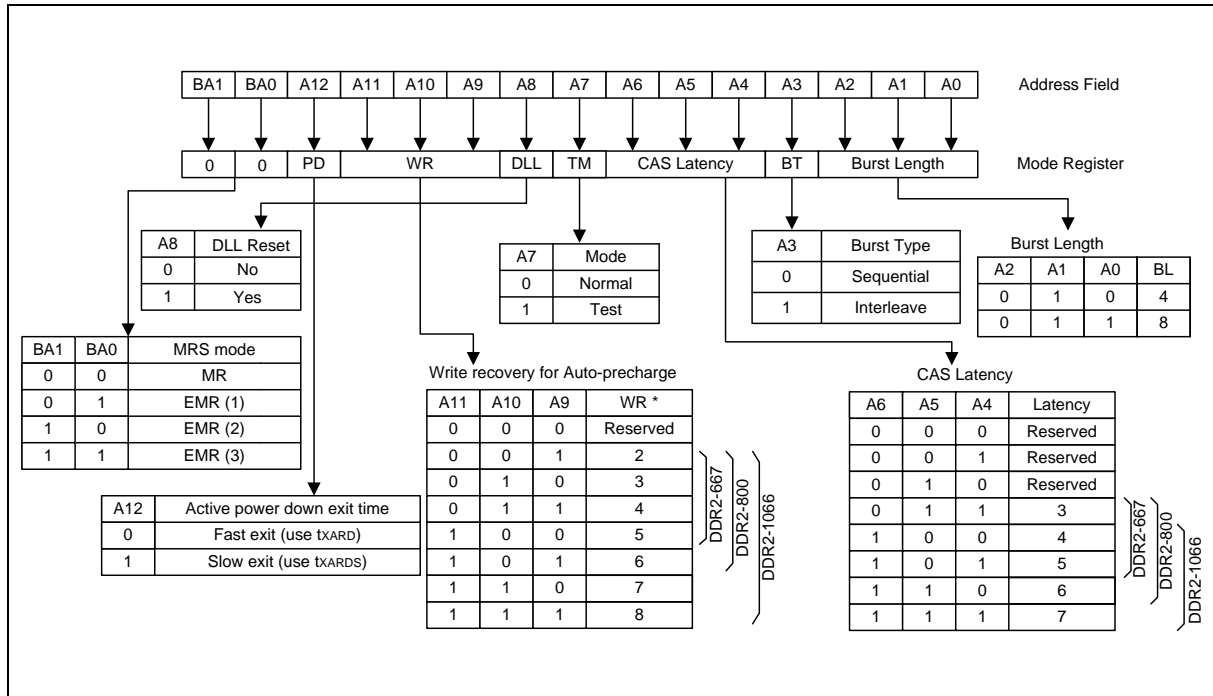 BA1 BA0 A12 A11 A10 A9 A8 A7 A6 A5 A4 A3 A2 A1 A0 Address Field
0 0 PD WR DLL TM CAS Latency BT Burst Length Mode Register
A8 DLL Reset
0 No
1 Yes
A7 Mode
0 Normal
1 Test
A3 Burst Type
0 Sequential
1 Interleave
Burst Length
A2 A1 A0 BL
0 1 0 4
0 1 1 8
BA1 BA0 MRS mode
0 0 MR
0 1 EMR (1)
1 0 EMR (2)
1 1 EMR (3)
A12 Active power down exit time
0 Fast exit (use tXARD)
1 Slow exit (use tXARDS)
Write recovery for Auto-precharge
A11 A10 A9 WR *
0 0 0 Reserved
0 0 1 2
0 1 0 3
0 1 1 4
1 0 0 5
1 0 1 6
1 1 0 7
1 1 1 8
DDR2-667
DDR2-800
DDR2-1066
CAS Latency
A6 A5 A4 Latency
0 0 0 Reserved
0 0 1 Reserved
0 1 0 Reserved
0 1 1 3
1 0 0 4
1 0 1 5
1 1 0 6
1 1 1 7
DDR2-667
DDR2-800
DDR2-1066